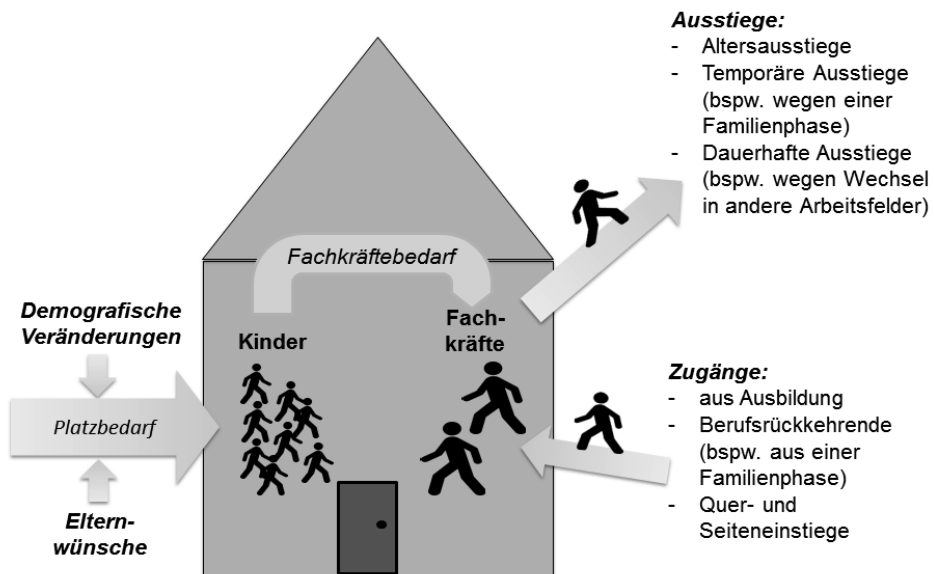 Ausstiege:
- Altersausstiege
- Temporäre Ausstiege
(bspw. wegen einer
Familienphase)
- Dauerhafte Ausstiege
(bspw. wegen Wechsel
in andere Arbeitsfelder)
Fachkräftebedarf
Demografische
Veränderungen
Platzbedarf
Eltern-
wünsche
Kinder
Fach-
kräfte
Zugänge:
- aus Ausbildung
- Berufsrückkehrende
(bspw. aus einer
Familienphase)
- Quer- und
Seiteneinstiege